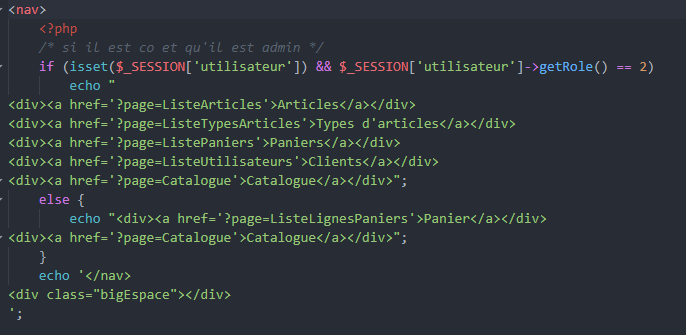 <nav>
<?php
/* si il est co et qu'il est admin */
if (isset($_SESSION['utilisateur']) && $_SESSION['utilisateur']->getRole() == 2)
echo "
<div><a href='?page=ListeArticles'>Articles</a></div>
<div><a href='?page=ListeTypesArticles'>Types d'articles</a></div>
<div><a href='?page=ListePaniers'>Paniers</a></div>
<div><a href='?page=ListeUtilisateurs'>Clients</a></div>
<div><a href='?page=Catalogue'>Catalogue</a></div>";
else {
echo "<div><a href='?page=ListeLignesPaniers'>Panier</a></div>
<div><a href='?page=Catalogue'>Catalogue</a></div>";
}
echo '</nav>
<div class="bigEspace"></div>
';